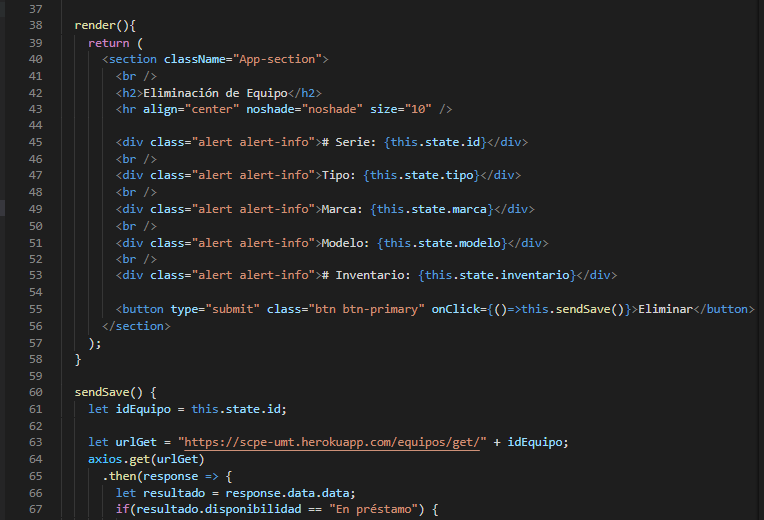 37
38 render(){
39 return (
40 <section className="App-section">
41 <br />
42 <h2>Eliminación de Equipo</h2>
43 <hr align="center" noshade="noshade" size="10" />
44
45 <div class="alert alert-info"># Serie: {this.state.id}</div>
46 <br />
47 <div class="alert alert-info">Tipo: {this.state.tipo}</div>
48 <br />
49 <div class="alert alert-info">Marca: {this.state.marca}</div>
50 <br />
51 <div class="alert alert-info">Modelo: {this.state.modelo}</div>
52 <br />
53 <div class="alert alert-info"># Inventario: {this.state.inventario}</div>
54
55 <button type="submit" class="btn btn-primary" onClick={()=>this.sendSave()}>Eliminar</button>
56 </section>
57 );
58 }
59
60 sendSave() {
61 let idEquipo = this.state.id;
62
63 let urlGet = "https://scpe-umt.herokuapp.com/equipos/get/" + idEquipo;
64 axios.get(urlGet)
65 .then(response => {
66 let resultado = response.data.data;
67 if(resultado.disponibilidad == "En préstamo") {